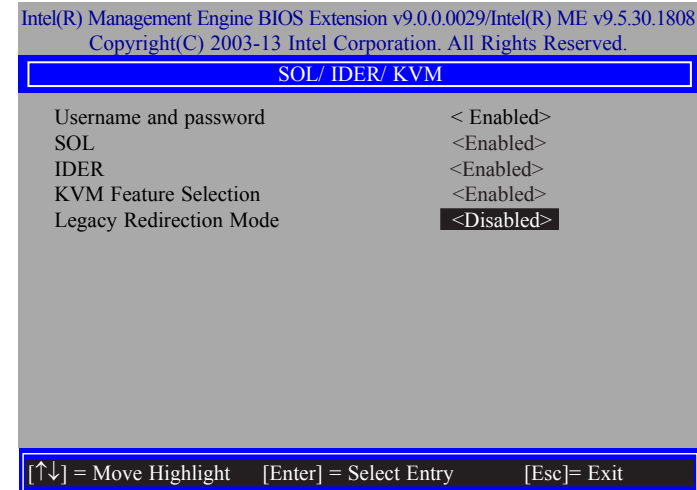 Intel(R) Management Engine BIOS Extension v9.0.0.0029/Intel(R) ME v9.5.30.1808
Copyright(C) 2003-13 Intel Corporation. All Rights Reserved.
SOL/ IDER/ KVM
Username and password < Enabled>
SOL <Enabled>
IDER <Enabled>
KVM Feature Selection <Enabled>
Legacy Redirection Mode <Disabled>
[↑↓] = Move Highlight [Enter] = Select Entry [Esc]= Exit